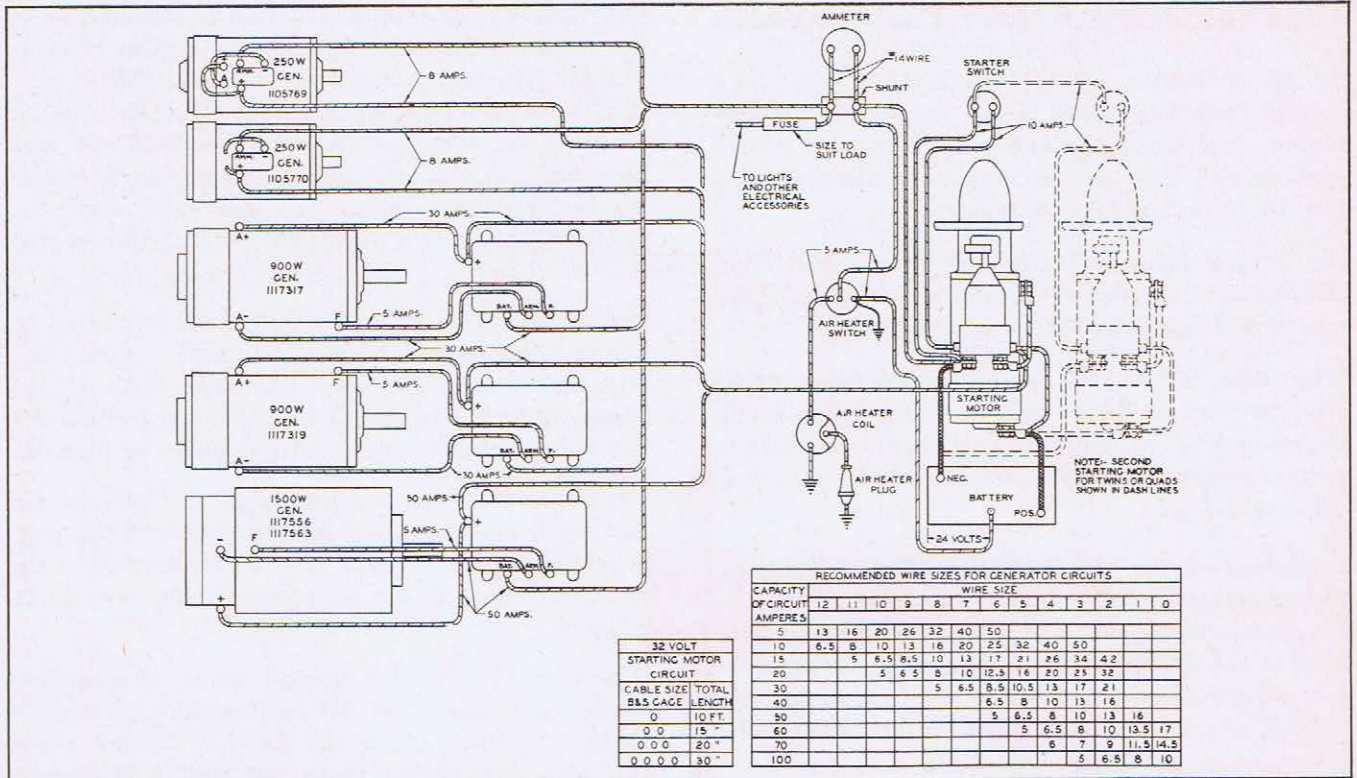 AMMETER
#14 WIRE
SHUNT
STARTER
SWITCH
10 AMPS.
FUSE
SIZE TO
SUIT LOAD
TO LIGHTS
AND OTHER
ELECTRICAL
ACCESSORIES
250W
GEN.
1105769
AMM.
+
-
8 AMPS.
250W
GEN.
1105770
AMM.
+
-
8 AMPS.
30 AMPS.
A+
900W
GEN.
1117317
A-
F
5 AMPS.
+
BAT.
F.
30 AMPS.
A+
F
5 AMPS.
900W
GEN.
1117319
A-
+
BAT.
ARM.
F.
30 AMPS.
1500W
GEN.
1117556
1117563
-
F
+
50 AMPS.
5 AMPS.
+
BAT.
ARM.
F.
50 AMPS.
5 AMPS.
AIR HEATER
SWITCH
AIR HEATER
COIL
AIR HEATER
PLUG
STARTING
MOTOR
NEG.
BATTERY
POS.
24 VOLTS
NOTE:- SECOND
STARTING MOTOR
FOR TWINS OR QUADS
SHOWN IN DASH LINES
32 VOLT
STARTING MOTOR
CIRCUIT
CABLE SIZE TOTAL
B&S GAGE LENGTH
0 10 FT.
0 0 15 "
0 0 0 20 "
0 0 0 0 30 "
RECOMMENDED WIRE SIZES FOR GENERATOR CIRCUITS
CAPACITY OF CIRCUIT AMPERES WIRE SIZE
12 11 10 9 8 7 6 5 4 3 2 1 0
5 13 16 20 26 32 40 50
10 6.5 8 10 13 16 20 25 32 40 50
15 5 6.5 8.5 10 13 17 21 26 34 42
20 5 6.5 8 10 12.5 16 20 25 32
30 5 6.5 8.5 10.5 13 17 21
40 6.5 8 10 13 16
50 5 6.5 8 10 13 16
60 5 6.5 8 10 13.5 17
70 6 7 9 11.5 14.5
100 5 6.5 8 10